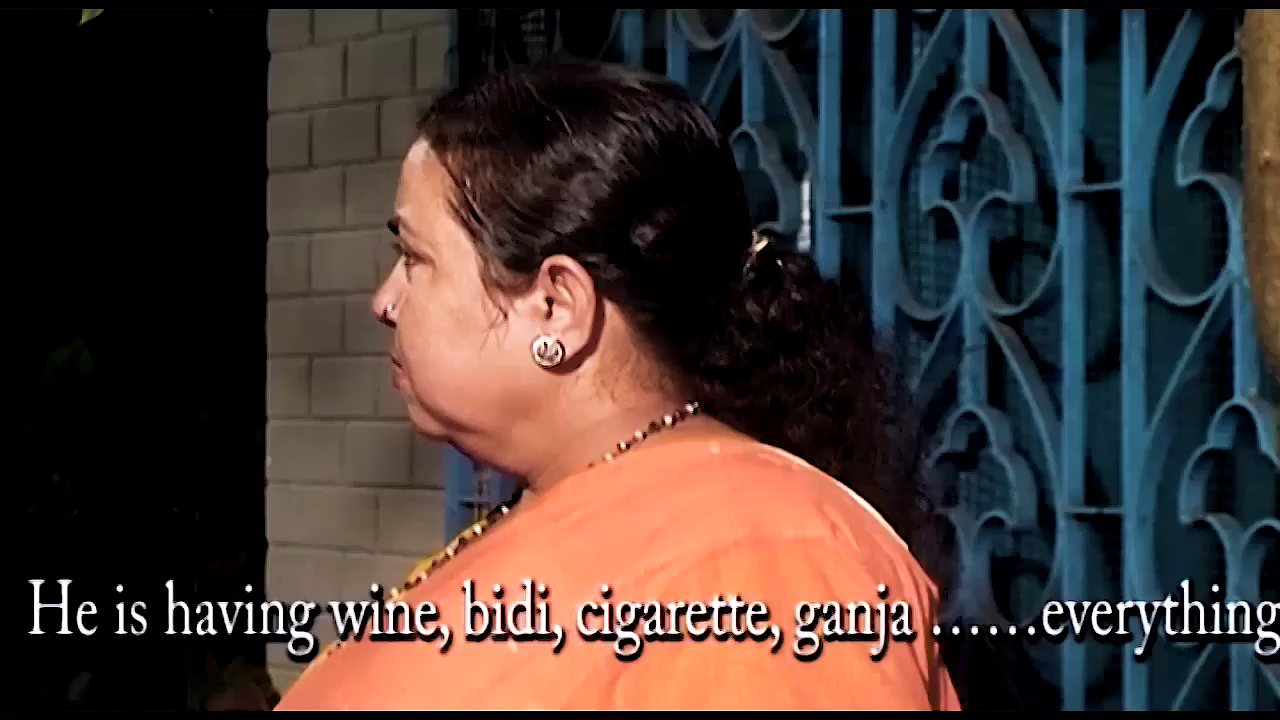 He is having wine, bidi, cigarette, ganja ......everything